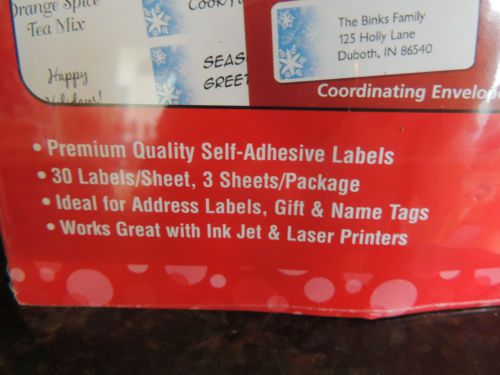 Orange Spice
Tea Mix
Happy
Holidays!
SEAS
GREET
The Binks Family
125 Holly Lane
Duboth, IN 86540
Coordinating Envelop
• Premium Quality Self-Adhesive Labels
• 30 Labels/Sheet, 3 Sheets/Package
• Ideal for Address Labels, Gift & Name Tags
• Works Great with Ink Jet & Laser Printers